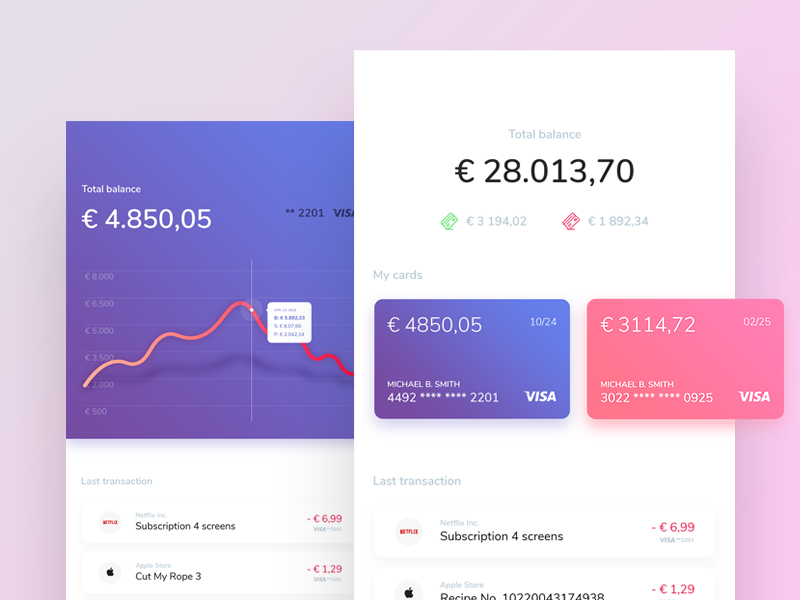 Total balance
€ 4.850,05
** 2201 VISA
€ 8.000
€ 6.500
€ 5.000
€ 3.500
€ 2.000
€ 500
B: € 5.892,33
S: € 8.07,90
P: € 2.042,14
Last transaction
Netflix Inc.
NETFLIX
Subscription 4 screens
- € 6,99
VISA **2201
Apple Store
Cut My Rope 3
- € 1,29
VISA **2201
Total balance
€ 28.013,70
€ 3 194,02
€ 1 892,34
My cards
€ 4850,05
10/24
MICHAEL B. SMITH
4492 **** **** 2201
VISA
€ 3114,72
02/25
MICHAEL B. SMITH
3022 **** **** 0925
VISA
Last transaction
Netflix Inc.
NETFLIX
Subscription 4 screens
- € 6,99
VISA **2201
Apple Store
Recipe No. 10220043174938
- € 1,29